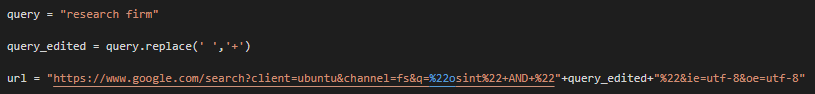 query = "research firm"
query_edited = query.replace(' ','+')
url = "https://www.google.com/search?client=ubuntu&channel=fs&q=%22osint%22+AND+%22"+query_edited+"%22&ie=utf-8&oe=utf-8"